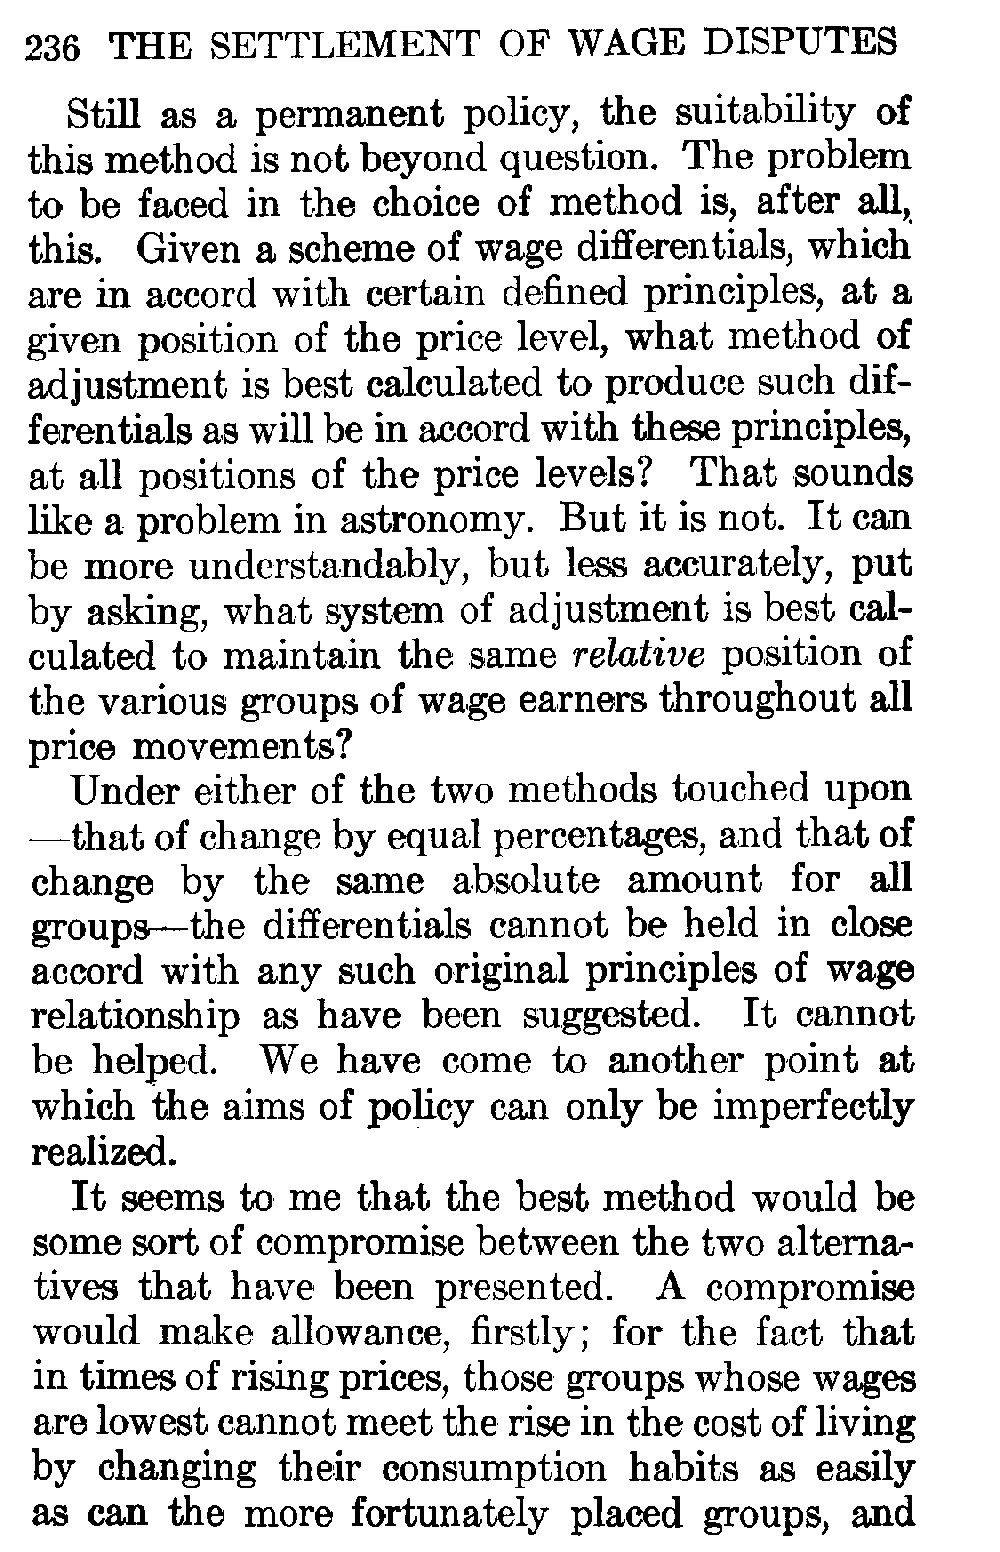 236 THE SETTLEMENT OF WAGE DISPUTES
Still as a permanent policy, the suitability of
this method is not beyond question. The problem
to be faced in the choice of method is, after all,
this. Given a scheme of wage differentials, which
are in accord with certain defined principles, at a
given position of the price level, what method of
adjustment is best calculated to produce such dif-
ferentials as will be in accord with these principles,
at all positions of the price levels? That sounds
like a problem in astronomy. But it is not. It can
be more understandably, but less accurately, put
by asking, what system of adjustment is best cal-
culated to maintain the same relative position of
the various groups of wage earners throughout all
price movements?
Under either of the two methods touched upon
—that of change by equal percentages, and that of
change by the same absolute amount for all
groups—the differentials cannot be held in close
accord with any such original principles of wage
relationship as have been suggested. It cannot
be helped. We have come to another point at
which the aims of policy can only be imperfectly
realized.
It seems to me that the best method would be
some sort of compromise between the two alterna-
tives that have been presented. A compromise
would make allowance, firstly; for the fact that
in times of rising prices, those groups whose wages
are lowest cannot meet the rise in the cost of living
by changing their consumption habits as easily
as can the more fortunately placed groups, and